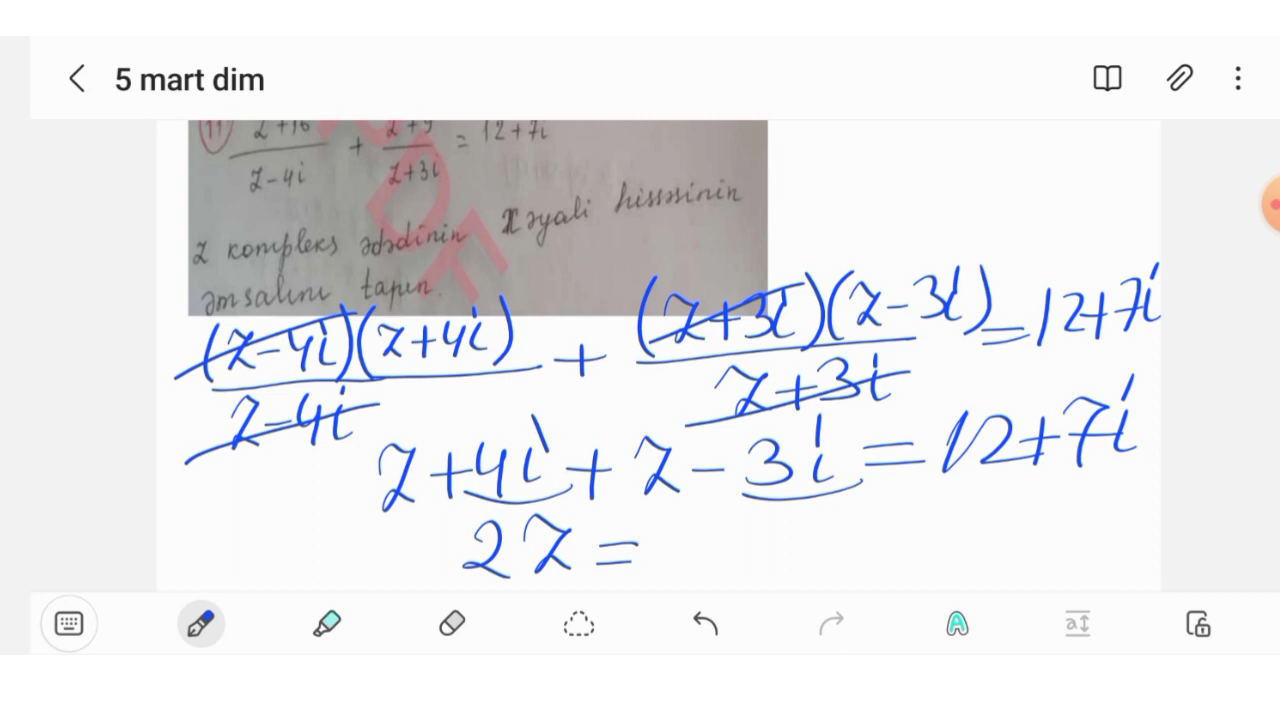 5 mart dim
11 z+16 / z-4i + z+9 / z+3i = 12+7i
z kompleks ədədinin xəyali hissəsinin
əmsalını tapın.
(z-4i)(z+4i) / z-4i + (z+3i)(z-3i) / z+3i = 12+7i
z+4i+z-3i=12+7i
2z=